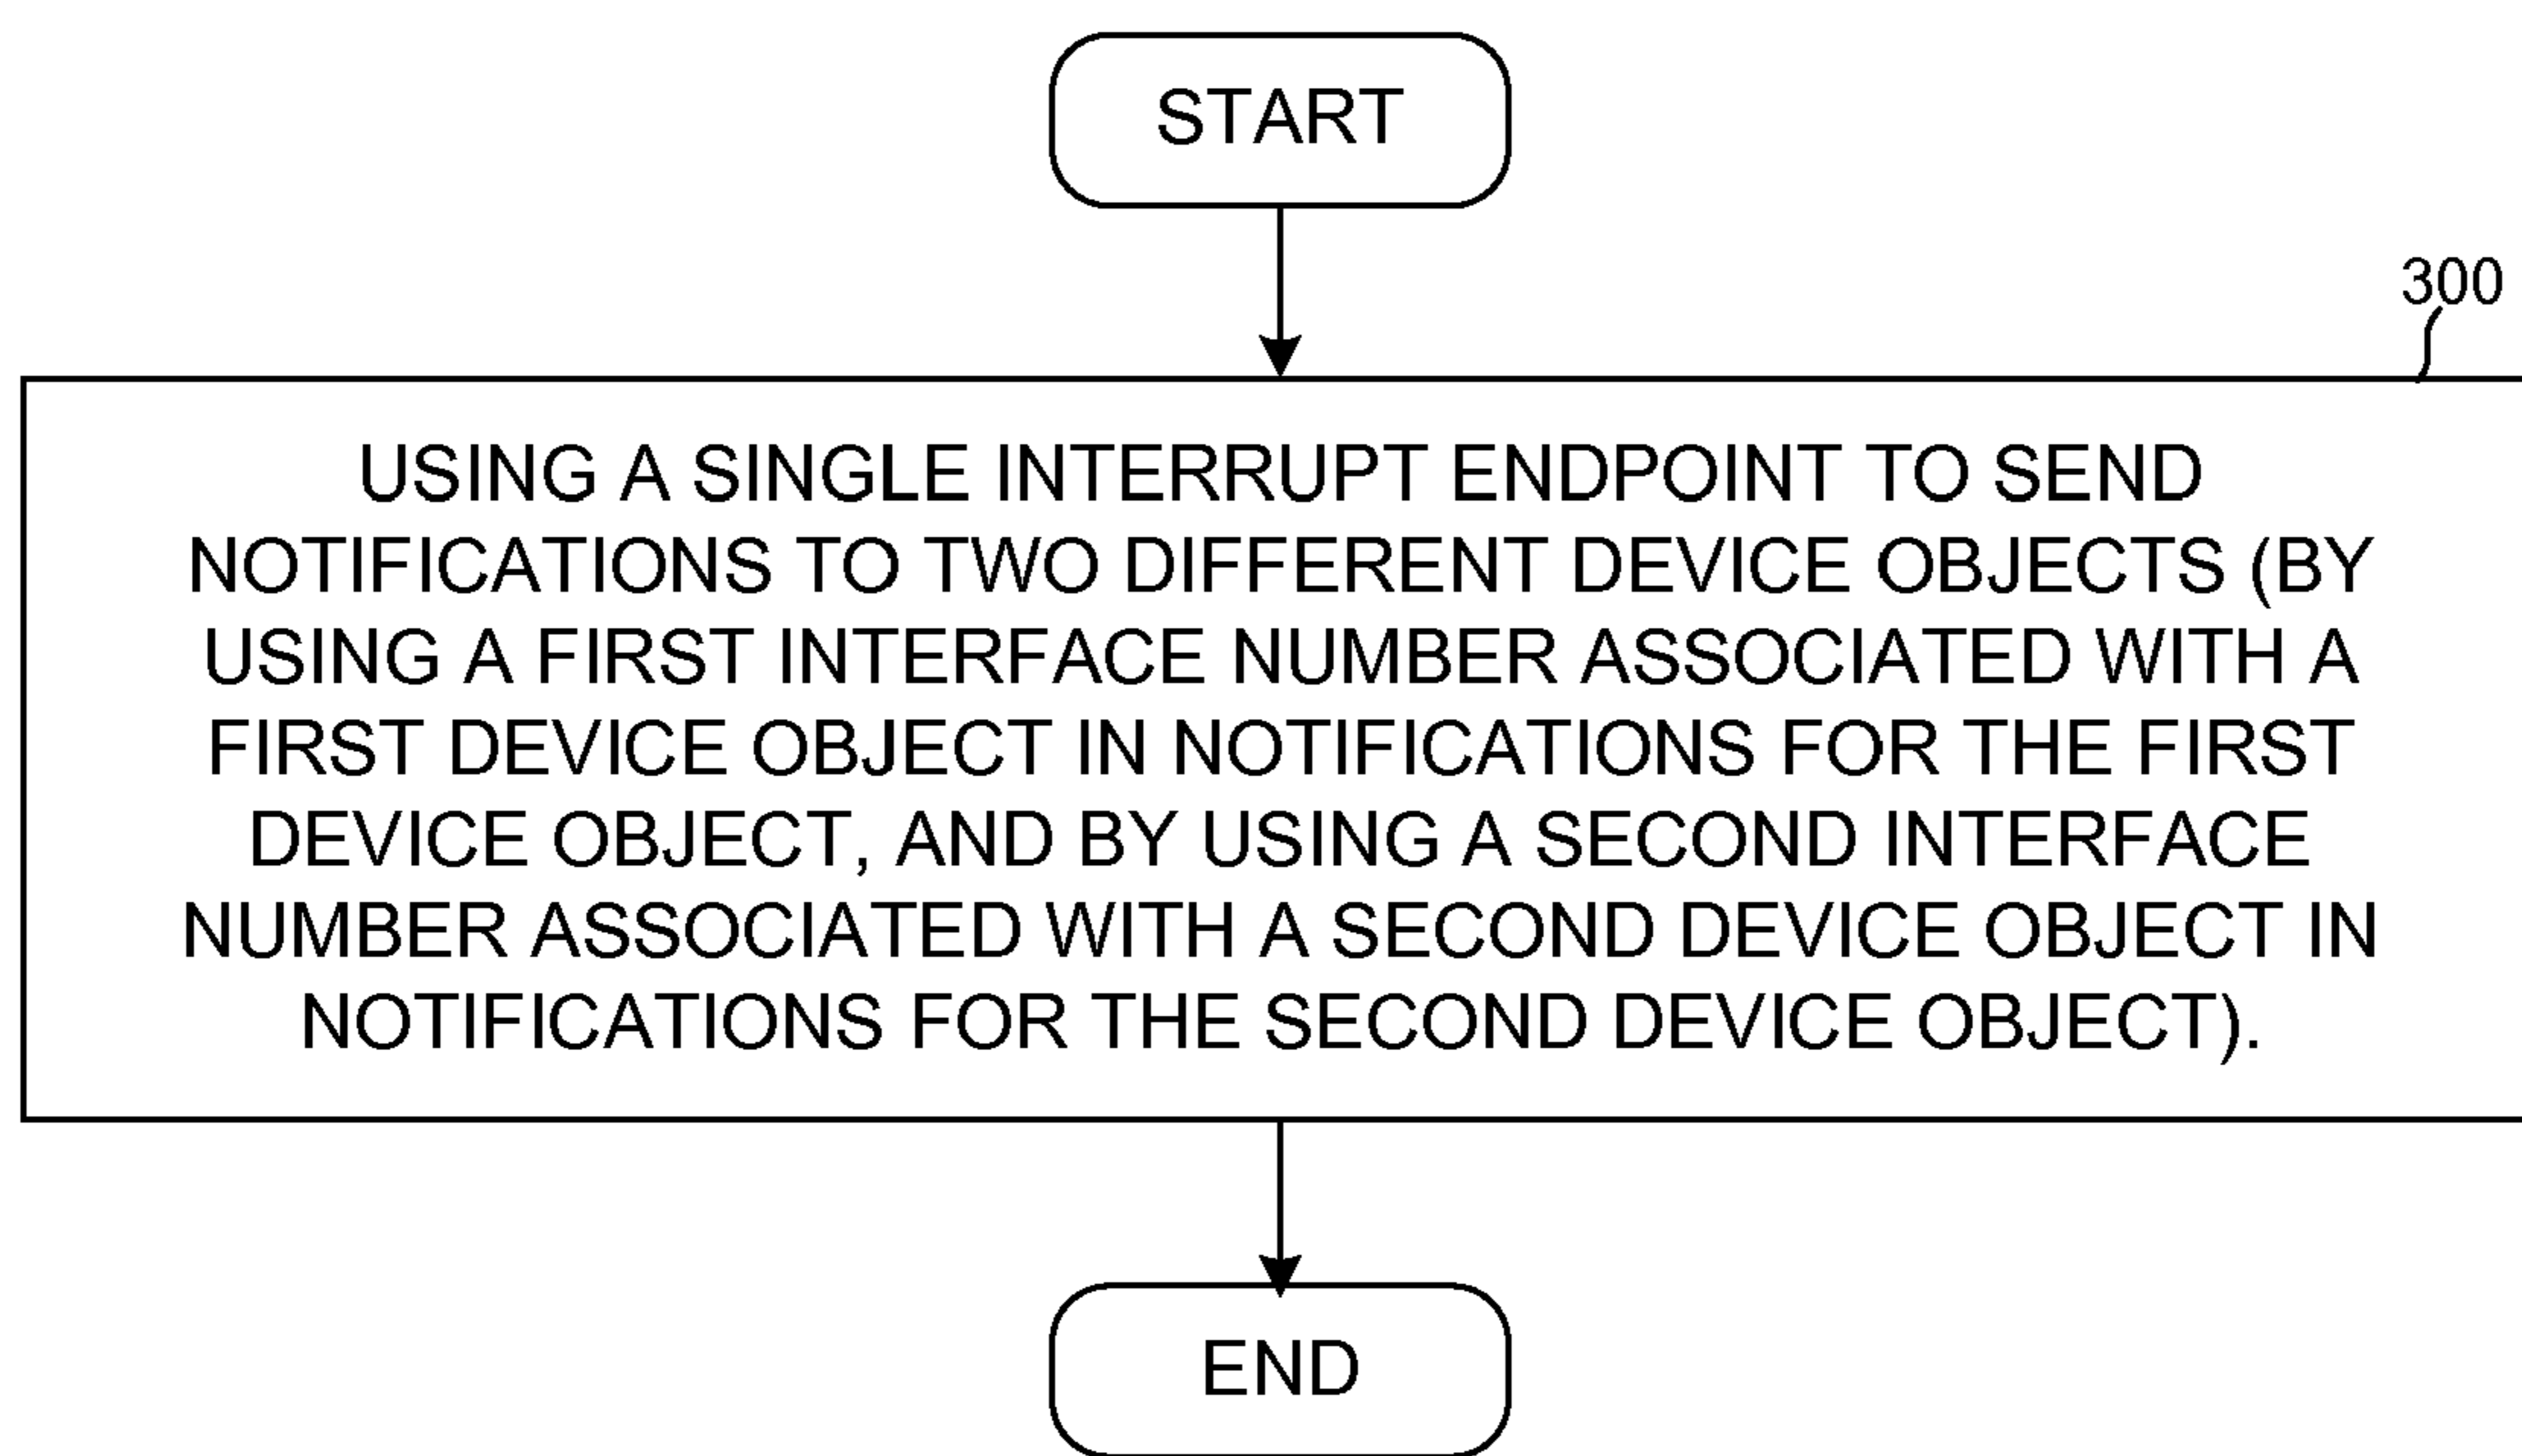 START
300
USING A SINGLE INTERRUPT ENDPOINT TO SEND
NOTIFICATIONS TO TWO DIFFERENT DEVICE OBJECTS (BY
USING A FIRST INTERFACE NUMBER ASSOCIATED WITH A
FIRST DEVICE OBJECT IN NOTIFICATIONS FOR THE FIRST
DEVICE OBJECT, AND BY USING A SECOND INTERFACE
NUMBER ASSOCIATED WITH A SECOND DEVICE OBJECT IN
NOTIFICATIONS FOR THE SECOND DEVICE OBJECT).
END